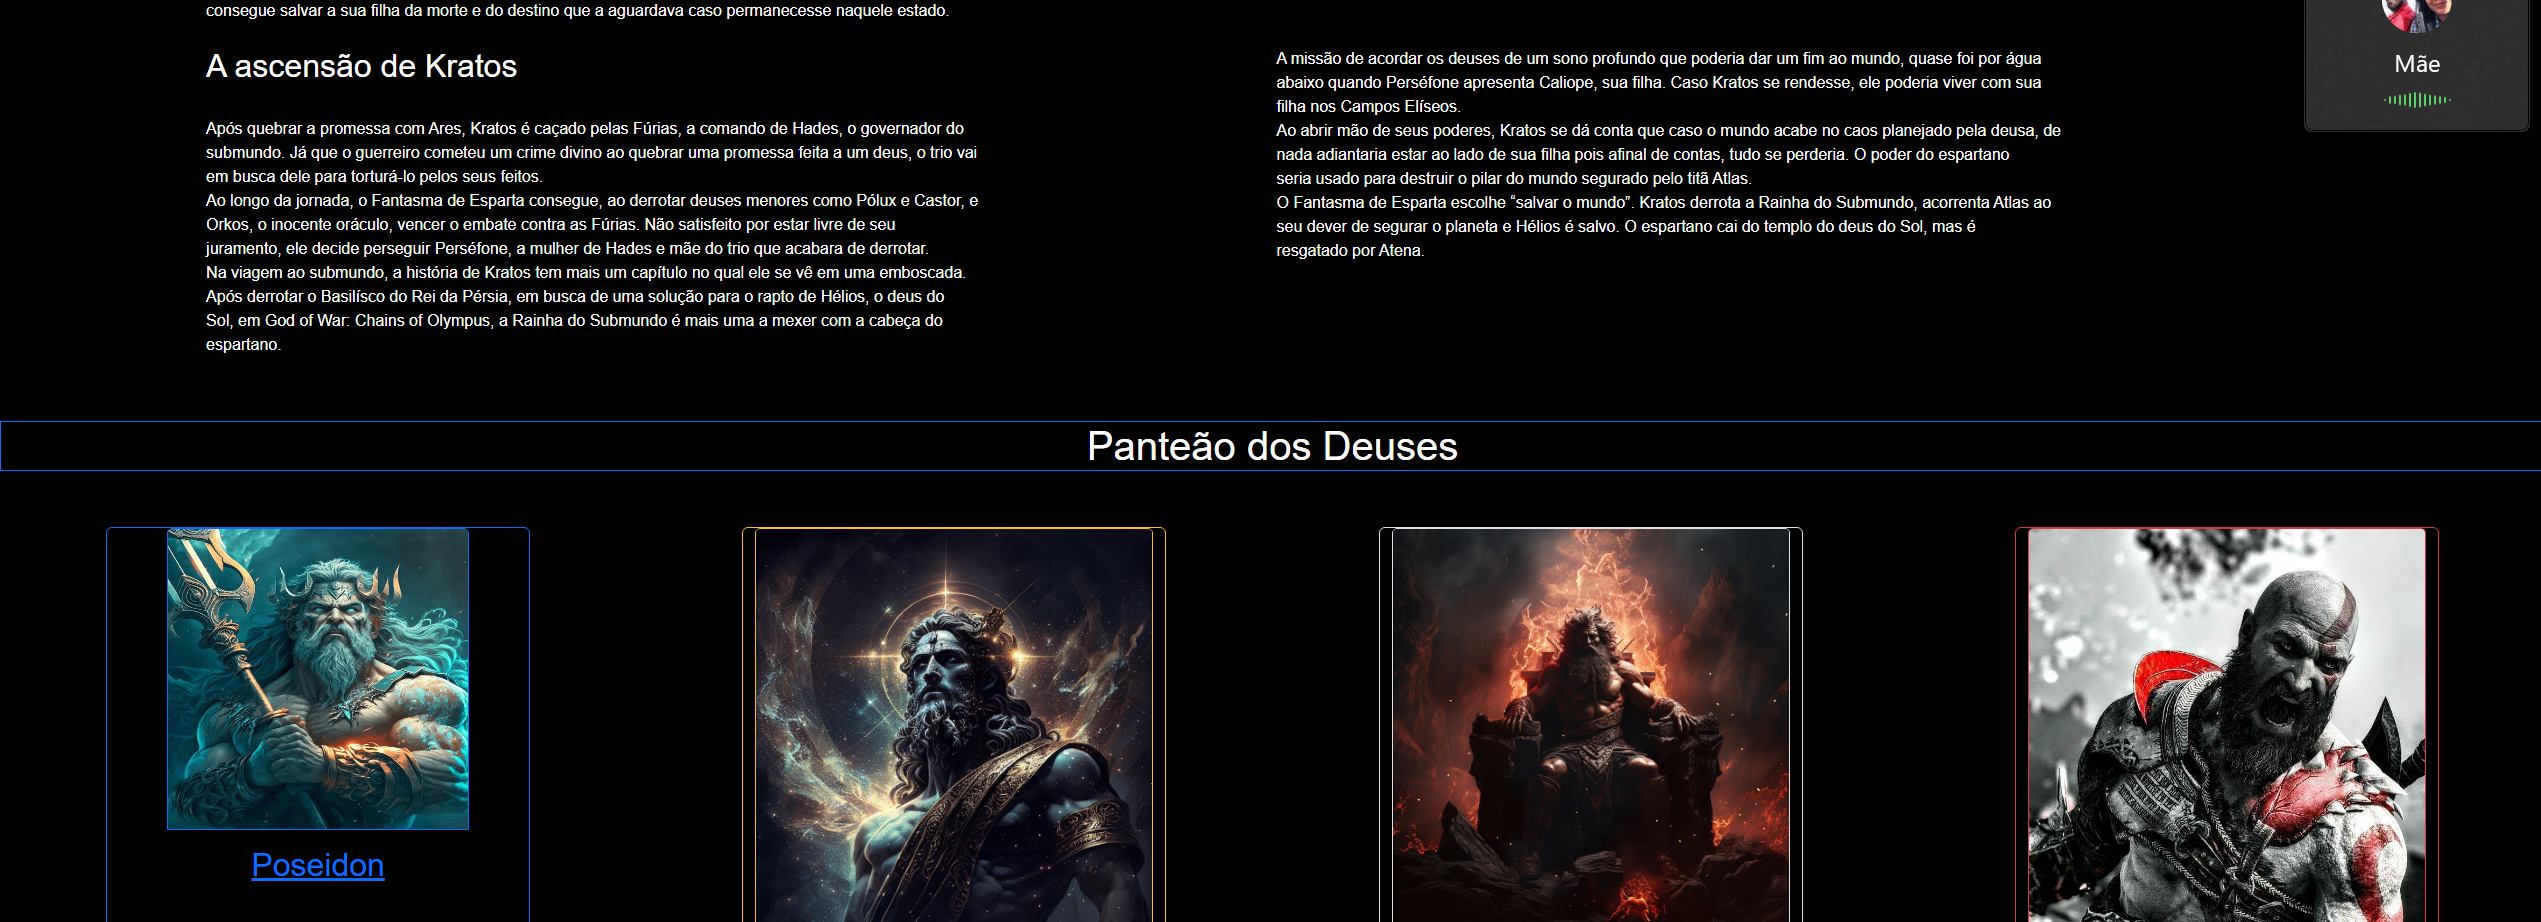 consegue salvar a sua filha da morte e do destino que a aguardava caso permanecesse naquele estado.
A ascensão de Kratos
Após quebrar a promessa com Ares, Kratos é caçado pelas Fúrias, a comando de Hades, o governador do
submundo. Já que o guerreiro cometeu um crime divino ao quebrar uma promessa feita a um deus, o trio vai
em busca dele para torturá-lo pelos seus feitos.
Ao longo da jornada, o Fantasma de Esparta consegue, ao derrotar deuses menores como Pólux e Castor, e
Orkos, o inocente oráculo, vencer o embate contra as Fúrias. Não satisfeito por estar livre de seu
juramento, ele decide perseguir Perséfone, a mulher de Hades e mãe do trio que acabara de derrotar.
Na viagem ao submundo, a história de Kratos tem mais um capítulo no qual ele se vê em uma emboscada.
Após derrotar o Basilísco do Rei da Pérsia, em busca de uma solução para o rapto de Hélios, o deus do
Sol, em God of War: Chains of Olympus, a Rainha do Submundo é mais uma a mexer com a cabeça do
espartano.
A missão de acordar os deuses de um sono profundo que poderia dar um fim ao mundo, quase foi por água
abaixo quando Perséfone apresenta Caliope, sua filha. Caso Kratos se rendesse, ele poderia viver com sua
filha nos Campos Elíseos.
Ao abrir mão de seus poderes, Kratos se dá conta que caso o mundo acabe no caos planejado pela deusa, de
nada adiantaria estar ao lado de sua filha pois afinal de contas, tudo se perderia. O poder do espartano
seria usado para destruir o pilar do mundo segurado pelo titã Atlas.
O Fantasma de Esparta escolhe “salvar o mundo”. Kratos derrota a Rainha do Submundo, acorrenta Atlas ao
seu dever de segurar o planeta e Hélios é salvo. O espartano cai do templo do deus do Sol, mas é
resgatado por Atena.
Mãe
Panteão dos Deuses
Poseidon